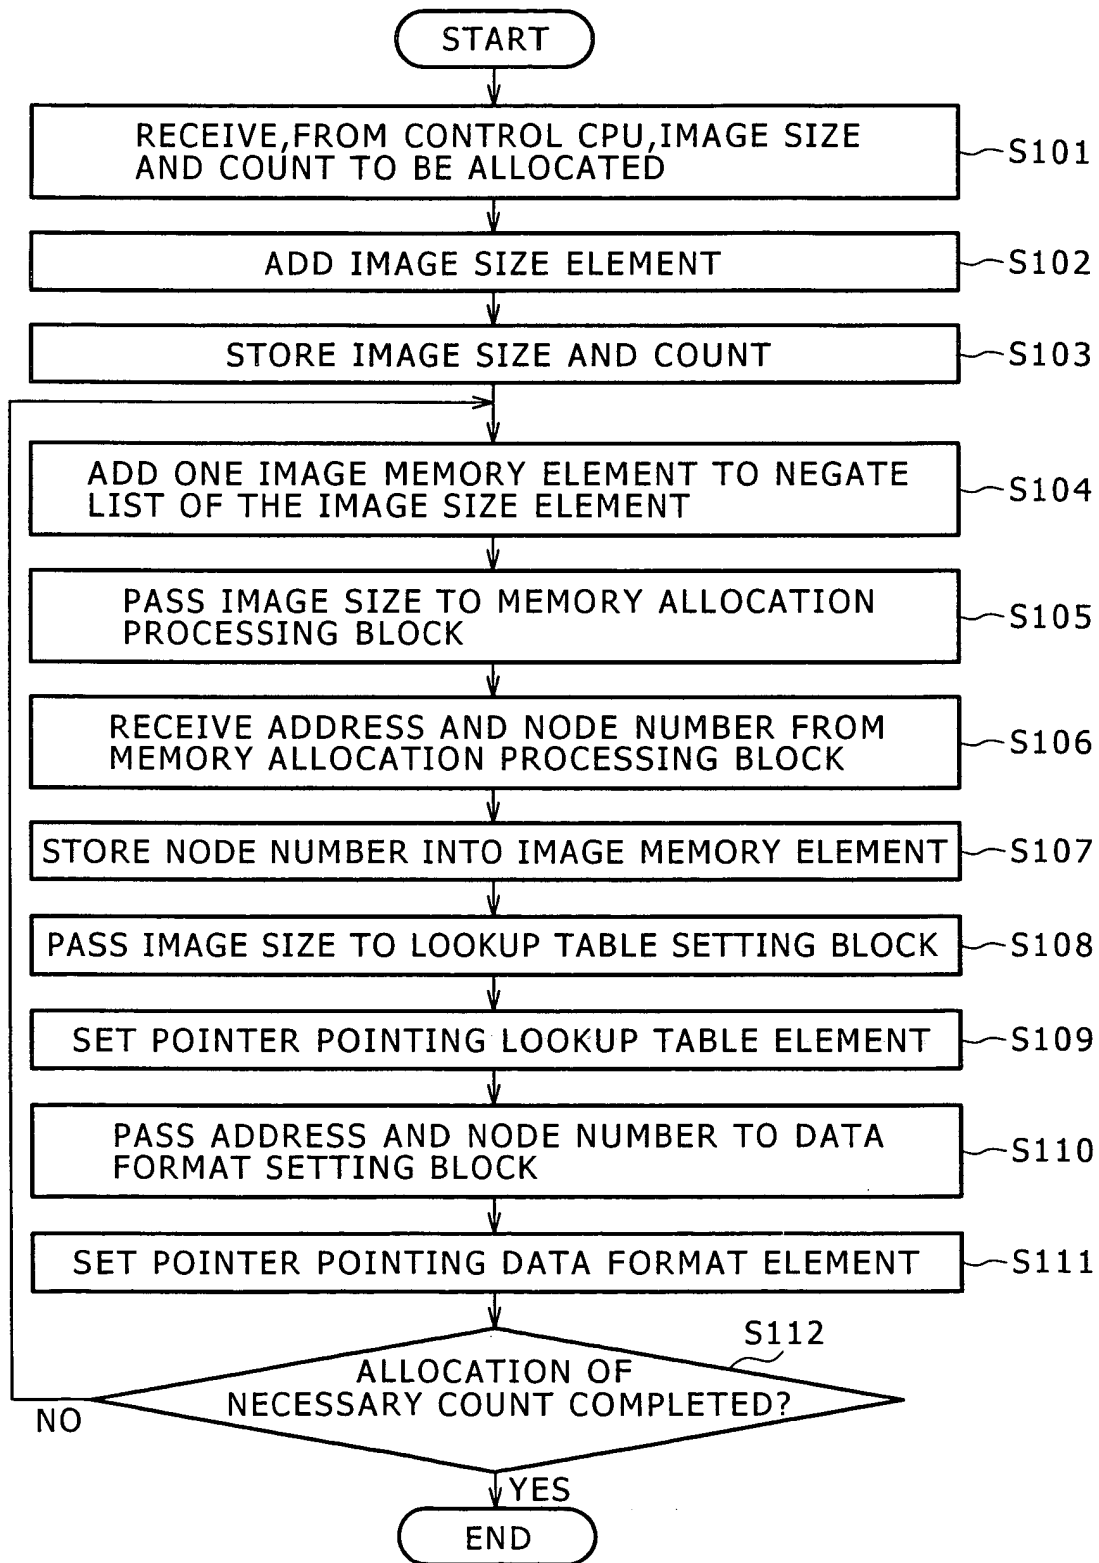 START
RECEIVE,FROM CONTROL CPU,IMAGE SIZE
AND COUNT TO BE ALLOCATED
S101
ADD IMAGE SIZE ELEMENT
S102
STORE IMAGE SIZE AND COUNT
S103
ADD ONE IMAGE MEMORY ELEMENT TO NEGATE
LIST OF THE IMAGE SIZE ELEMENT
S104
PASS IMAGE SIZE TO MEMORY ALLOCATION
PROCESSING BLOCK
S105
RECEIVE ADDRESS AND NODE NUMBER FROM
MEMORY ALLOCATION PROCESSING BLOCK
S106
STORE NODE NUMBER INTO IMAGE MEMORY ELEMENT
S107
PASS IMAGE SIZE TO LOOKUP TABLE SETTING BLOCK
S108
SET POINTER POINTING LOOKUP TABLE ELEMENT
S109
PASS ADDRESS AND NODE NUMBER TO DATA
FORMAT SETTING BLOCK
S110
SET POINTER POINTING DATA FORMAT ELEMENT
S111
S112
ALLOCATION OF
NECESSARY COUNT COMPLETED?
NO
YES
END